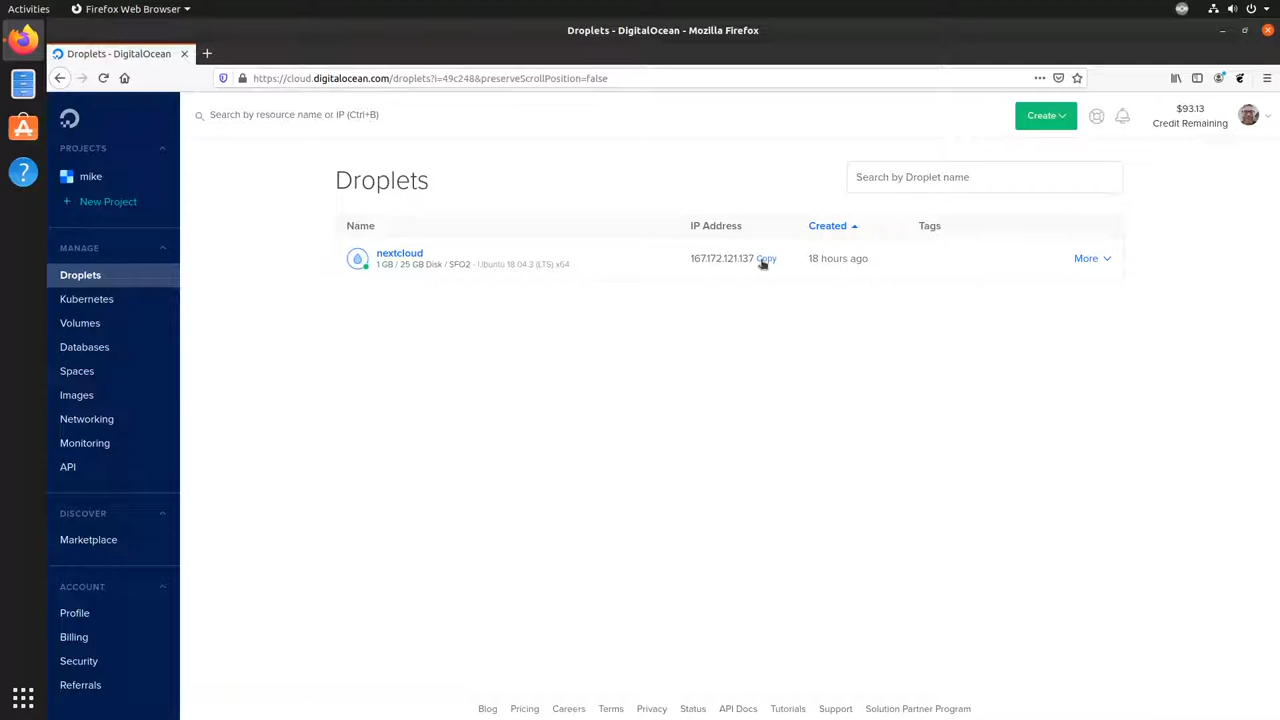 Activities
Firefox Web Browser
Droplets - DigitalOcean - Mozilla Firefox
Droplets - DigitalOcean
https://cloud.digitalocean.com/droplets?i=49c248&preserveScrollPosition=false
Search by resource name or IP (Ctrl+B)
Create
$93.13
Credit Remaining
PROJECTS
mike
+ New Project
MANAGE
Droplets
Kubernetes
Volumes
Databases
Spaces
Images
Networking
Monitoring
API
DISCOVER
Marketplace
ACCOUNT
Profile
Billing
Security
Referrals
Droplets
Search by Droplet name
Name
IP Address
Created
Tags
nextcloud
1 GB / 25 GB Disk / SFO2 - Ubuntu 18.04.3 (LTS) x64
167.172.121.137 Copy
18 hours ago
More
Blog
Pricing
Careers
Terms
Privacy
Status
API Docs
Tutorials
Support
Solution Partner Program